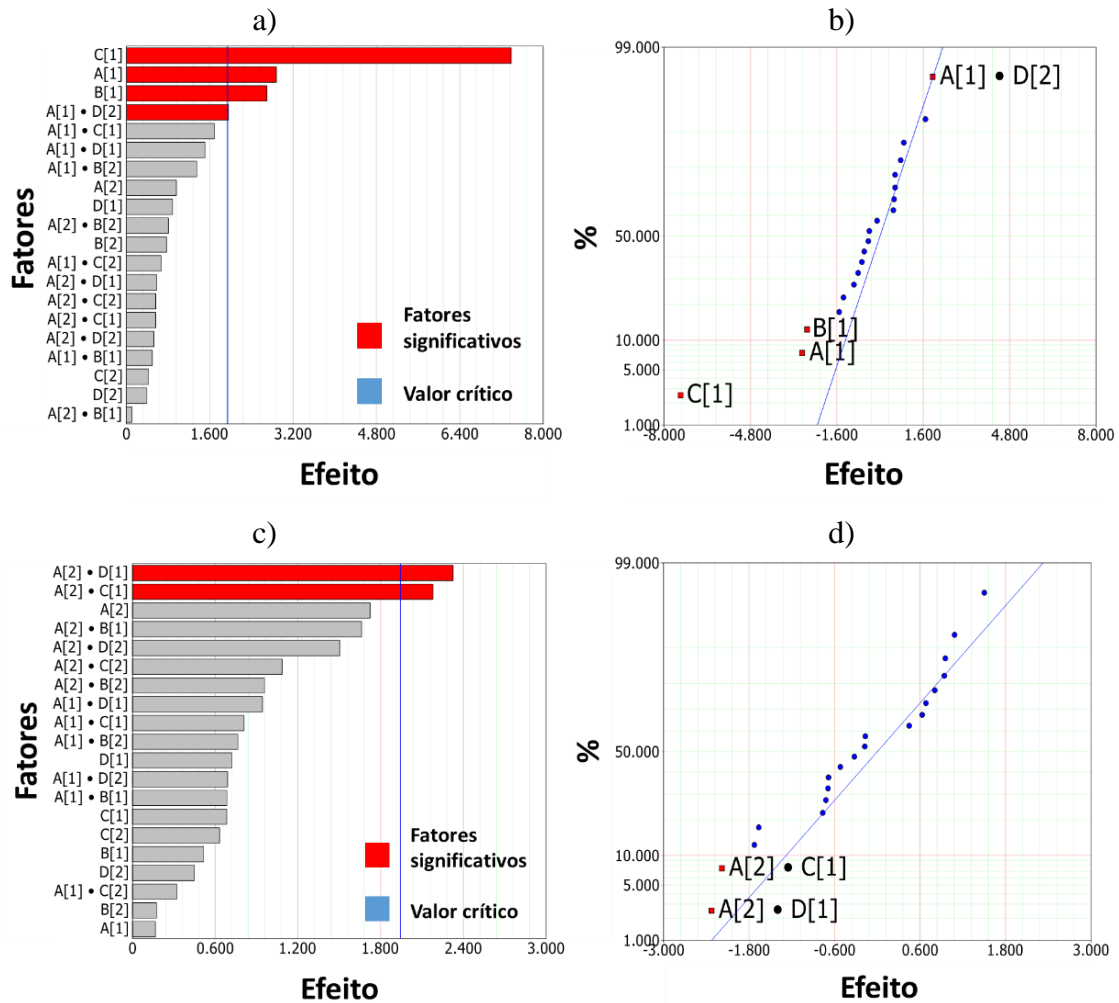 a)
C[1]
A[1]
B[1]
A[1] • D[2]
A[1] • C[1]
A[1] • D[1]
A[1] • B[2]
A[2]
D[1]
A[2] • B[2]
B[2]
A[1] • C[2]
A[2] • D[1]
A[2] • C[2]
A[2] • C[1]
A[2] • D[2]
A[1] • B[1]
C[2]
D[2]
A[2] • B[1]
Fatores
Fatores
significativos
Valor crítico
0 1.600 3.200 4.800 6.400 8.000
Efeito
b)
99.000
50.000
10.000
5.000
1.000
%
A[1] • D[2]
B[1]
A[1]
C[1]
-8.000 -4.800 -1.600 1.600 4.800 8.000
Efeito
c)
A[2] • D[1]
A[2] • C[1]
A[2]
A[2] • B[1]
A[2] • D[2]
A[2] • C[2]
A[2] • B[2]
A[1] • D[1]
A[1] • C[1]
A[1] • B[2]
D[1]
A[1] • D[2]
A[1] • B[1]
C[1]
C[2]
B[1]
D[2]
A[1] • C[2]
B[2]
A[1]
Fatores
Fatores
significativos
Valor crítico
0 0.600 1.200 1.800 2.400 3.000
Efeito
d)
99.000
50.000
10.000
5.000
1.000
%
A[2] • C[1]
A[2] • D[1]
-3.000 -1.800 -0.600 0.600 1.800 3.000
Efeito